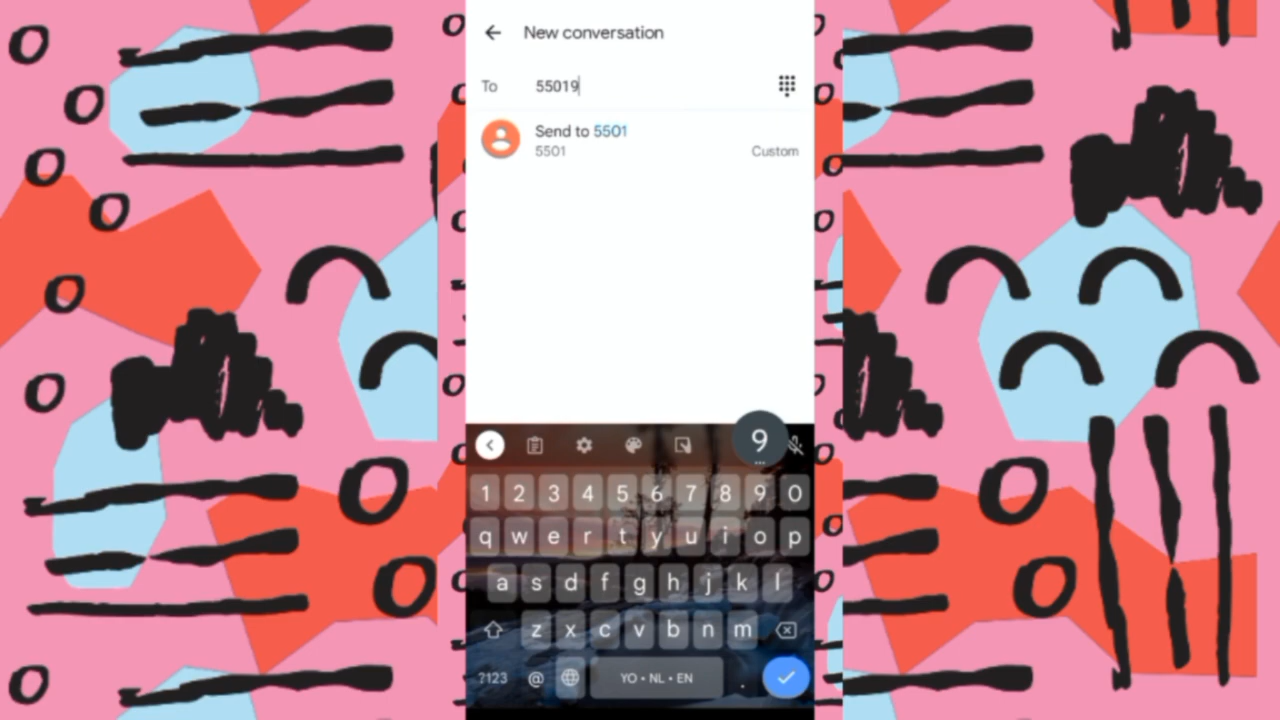 New conversation
To 55019
Send to 5501
5501 Custom
9
...
1 2 3 4 5 6 7 8 9 0
q w e r t y u i o p
a s d f g h j k l
z x c v b n m
?123 @ YO • NL • EN .